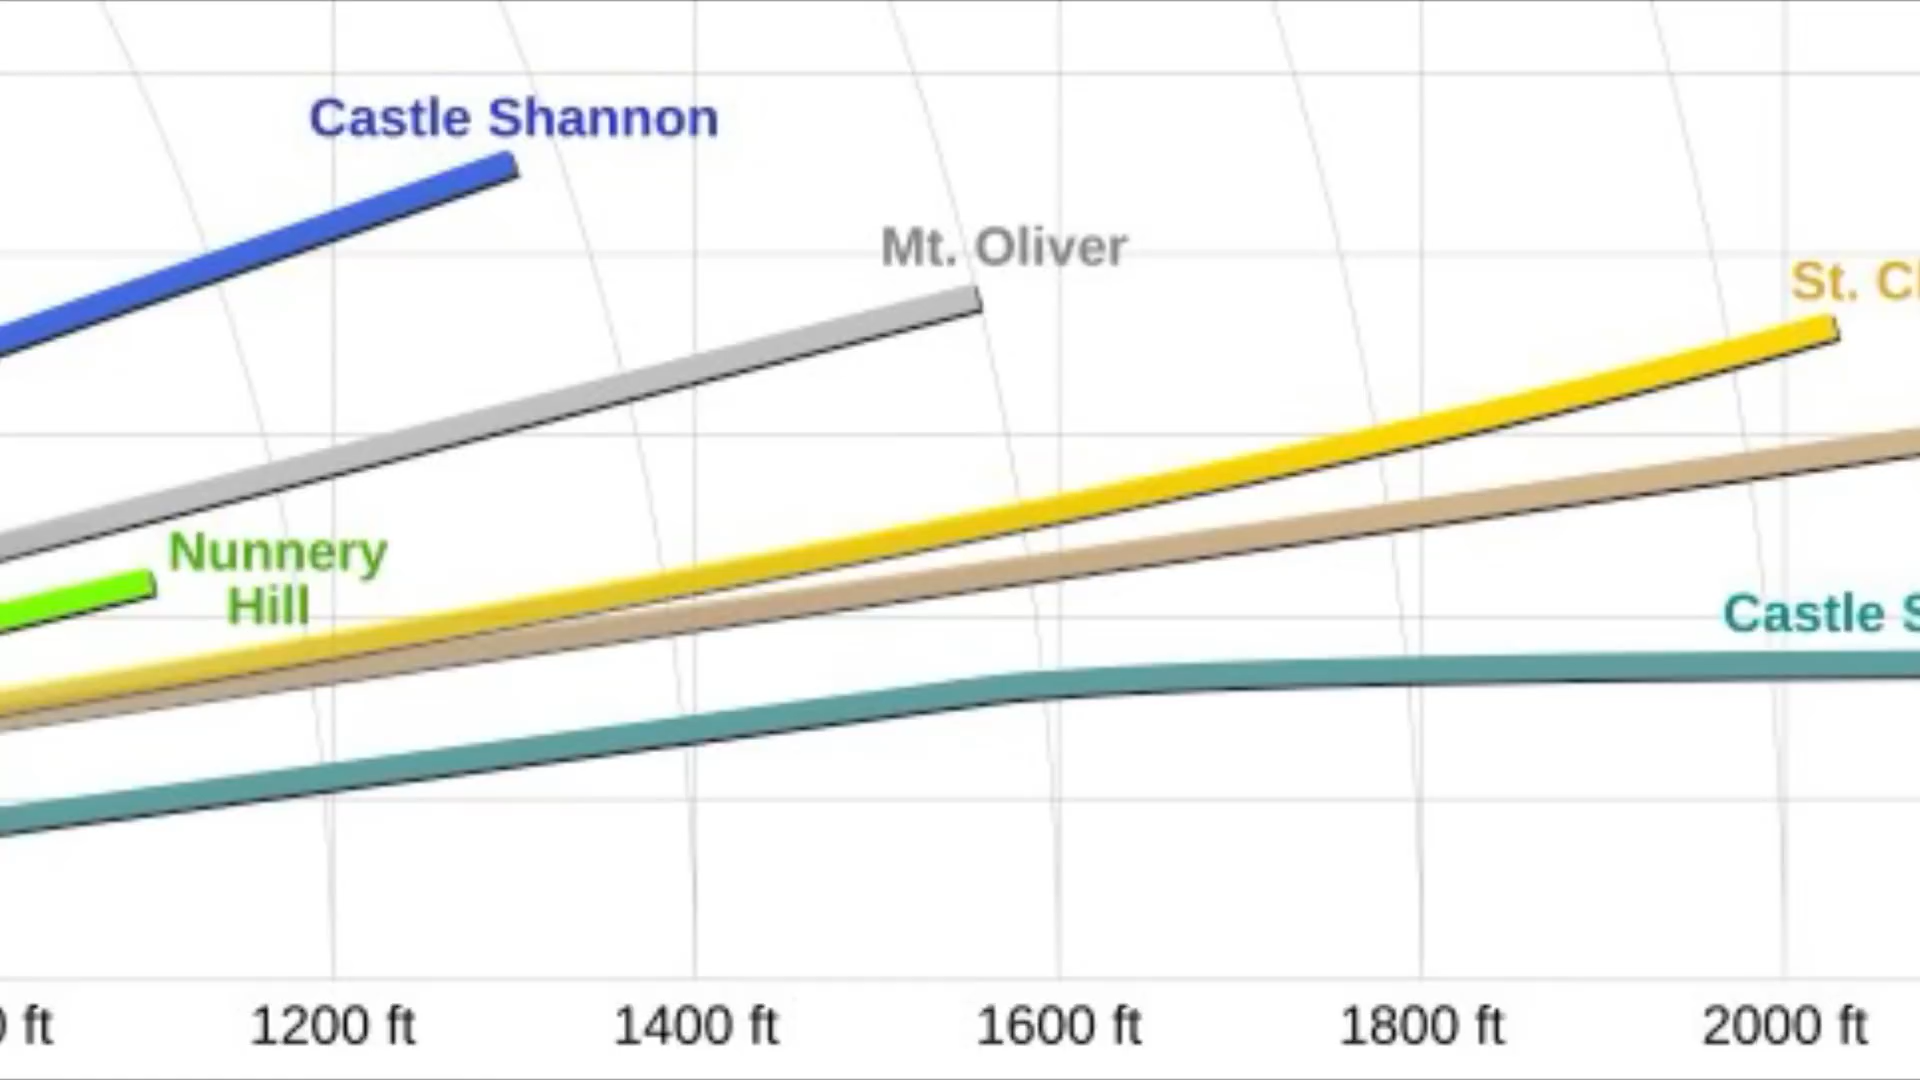 Castle Shannon
Mt. Oliver
St.
Nunnery
Hill
Castle
ft
1200 ft
1400 ft
1600 ft
1800 ft
2000 ft